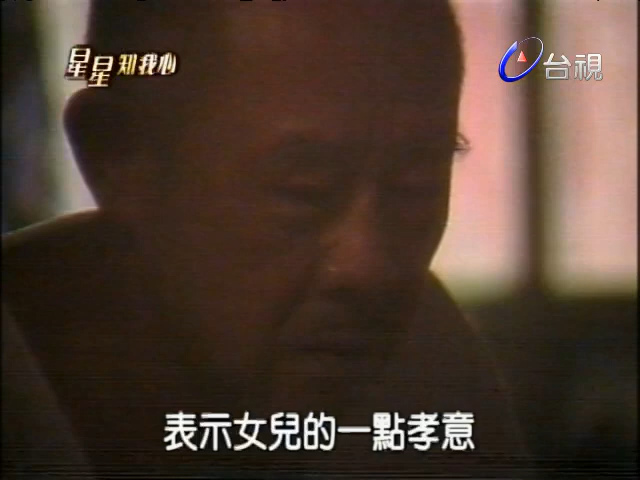 星星知我心
台視
表示女兒的一點孝意